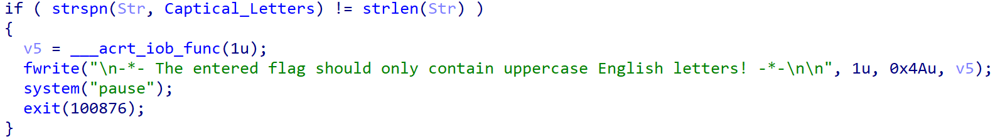 if ( strspn(Str, Captical_Letters) != strlen(Str) )
{
  v5 = ___acrt_iob_func(1u);
  fwrite("\n-*- The entered flag should only contain uppercase English letters! -*-\n\n", 1u, 0x4Au, v5);
  system("pause");
  exit(100876);
}